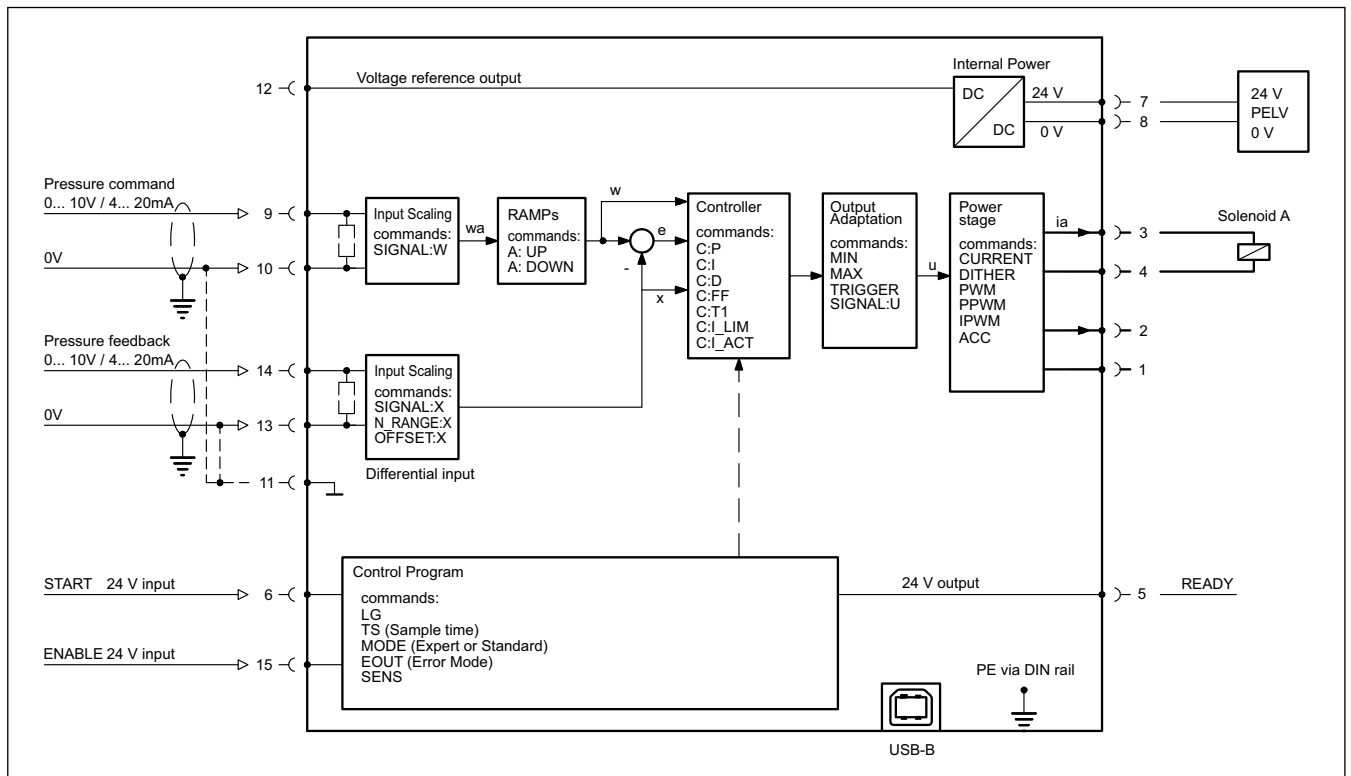 Internal Power
12
Voltage reference output
DC
DC
24 V
0 V
7
8
24 V
PELV
0 V
Pressure command
0... 10V / 4... 20mA
9
0V
10
Input Scaling
commands:
SIGNAL:W
wa
RAMPs
commands:
A: UP
A: DOWN
w
e
-
x
Controller
commands:
C:P
C:I
C:D
C:FF
C:T1
C:I_LIM
C:I_ACT
Output
Adaptation
commands:
MIN
MAX
TRIGGER
SIGNAL:U
u
Power
stage
commands:
CURRENT
DITHER
PWM
PPWM
IPWM
ACC
ia
3
4
2
1
Solenoid A
Pressure feedback
0... 10V / 4... 20mA
14
0V
13
11
Input Scaling
commands:
SIGNAL:X
N_RANGE:X
OFFSET:X
Differential input
START 24 V input
6
ENABLE 24 V input
15
Control Program
commands:
LG
TS (Sample time)
MODE (Expert or Standard)
EOUT (Error Mode)
SENS
24 V output
5
READY
PE via DIN rail
USB-B